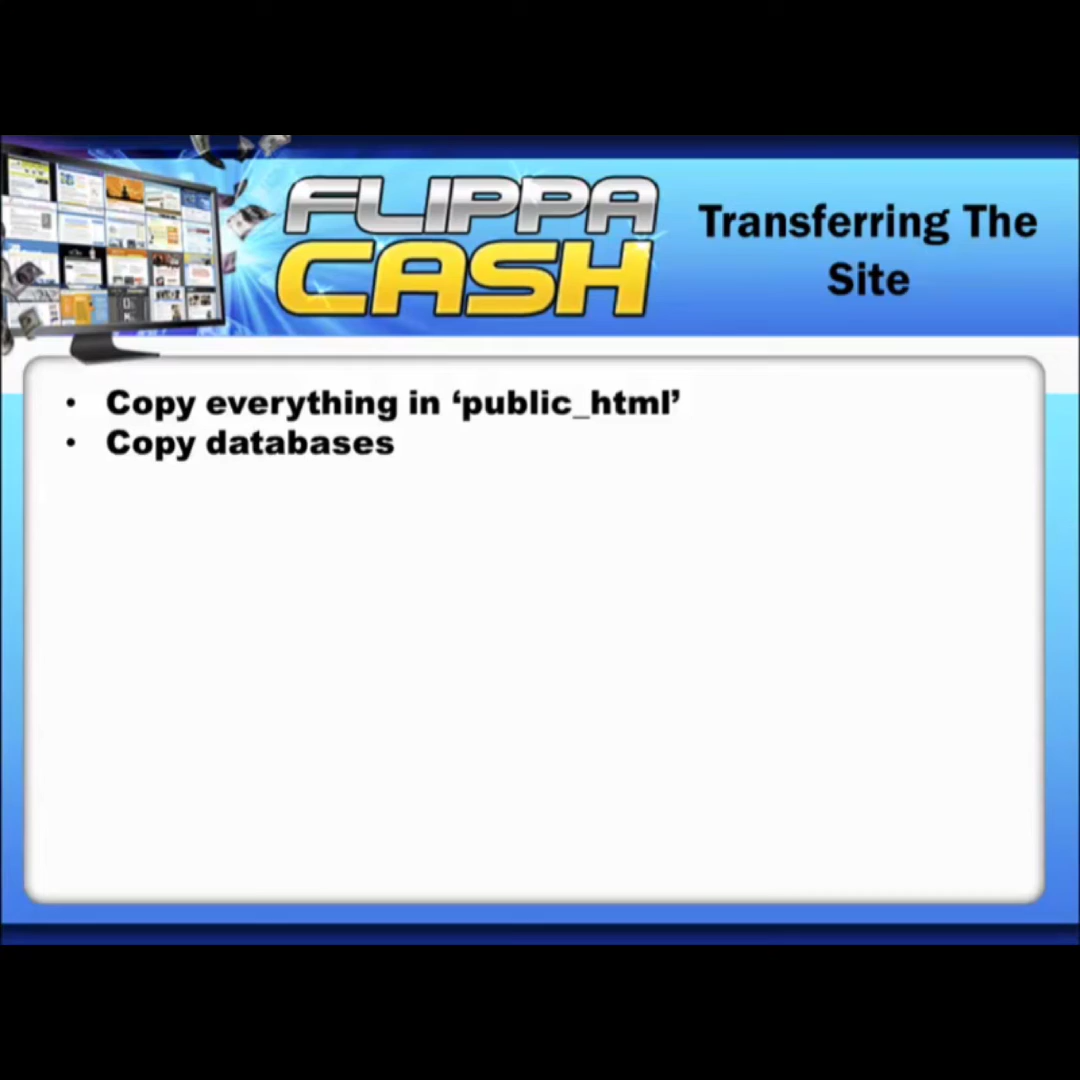 FLIPPA
CASH
Transferring The
Site
• Copy everything in ‘public_html’
• Copy databases